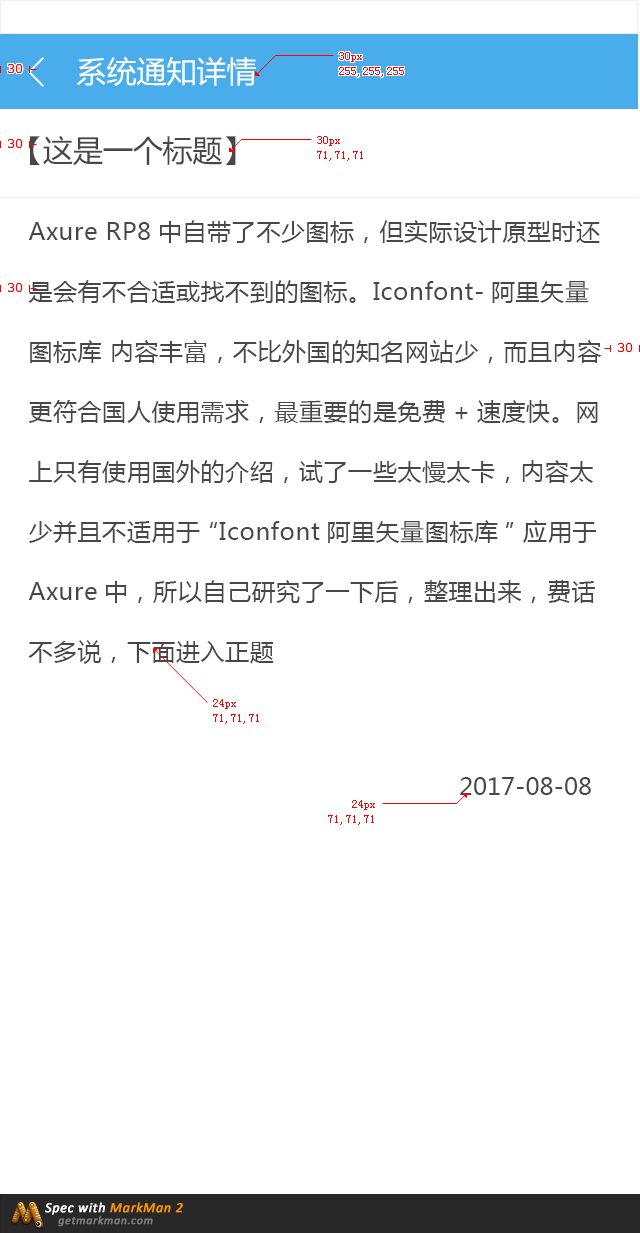 30
系统通知详情
30px
255,255,255
30
【这是一个标题】
30px
71,71,71
Axure RP8 中自带了不少图标，但实际设计原型时还
30
是会有不合适或找不到的图标。Iconfont- 阿里矢量
图标库 内容丰富，不比外国的知名网站少，而且内容
30
更符合国人使用需求，最重要的是免费 + 速度快。网
上只有使用国外的介绍，试了一些太慢太卡，内容太
少并且不适用于 “Iconfont 阿里矢量图标库 ” 应用于
Axure 中，所以自己研究了一下后，整理出来，费话
不多说，下面进入正题
24px
71,71,71
2017-08-08
24px
71,71,71
Spec with MarkMan 2
getmarkman.com